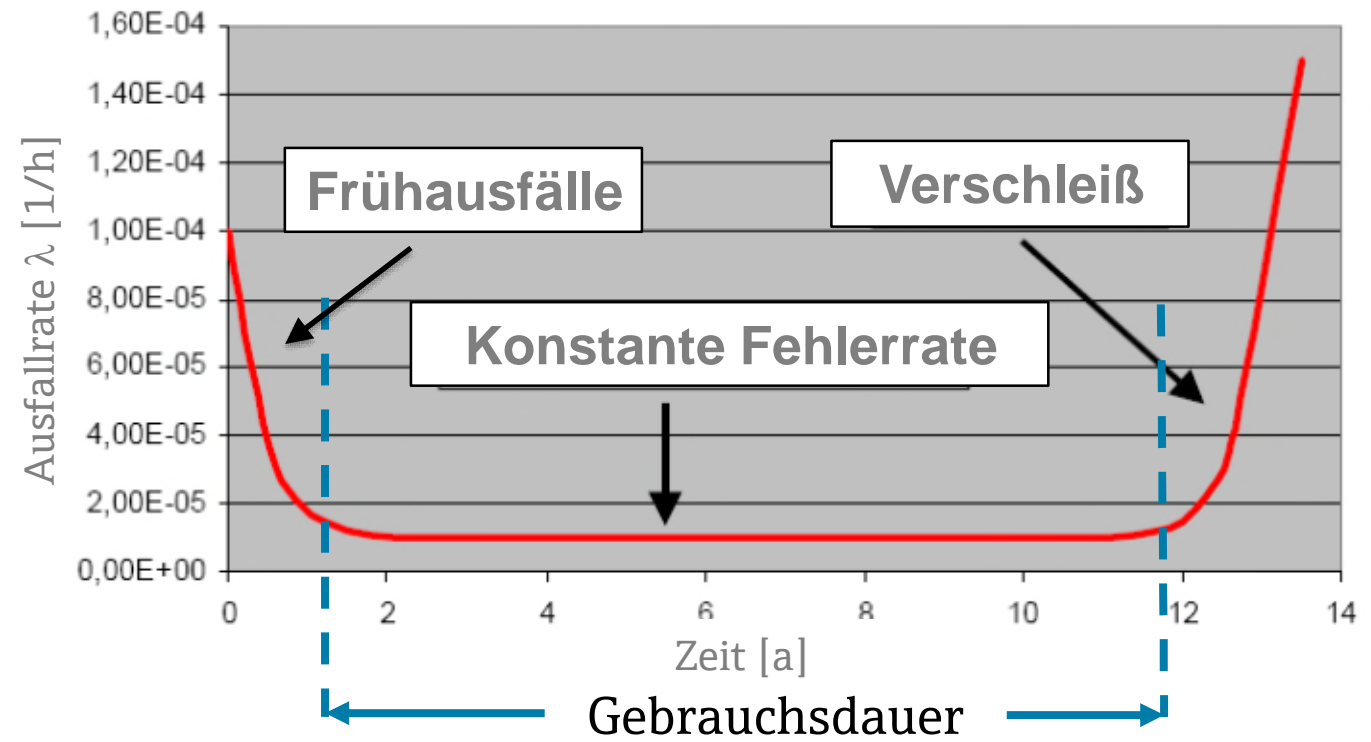 1,60E-04
1,40E-04
1,20E-04
1,00E-04
8,00E-05
6,00E-05
4,00E-05
2,00E-05
0,00E+00
Ausfallrate λ [1/h]
Frühausfälle
Verschleiß
Konstante Fehlerrate
0 2 4 6 8 10 12 14
Zeit [a]
Gebrauchsdauer